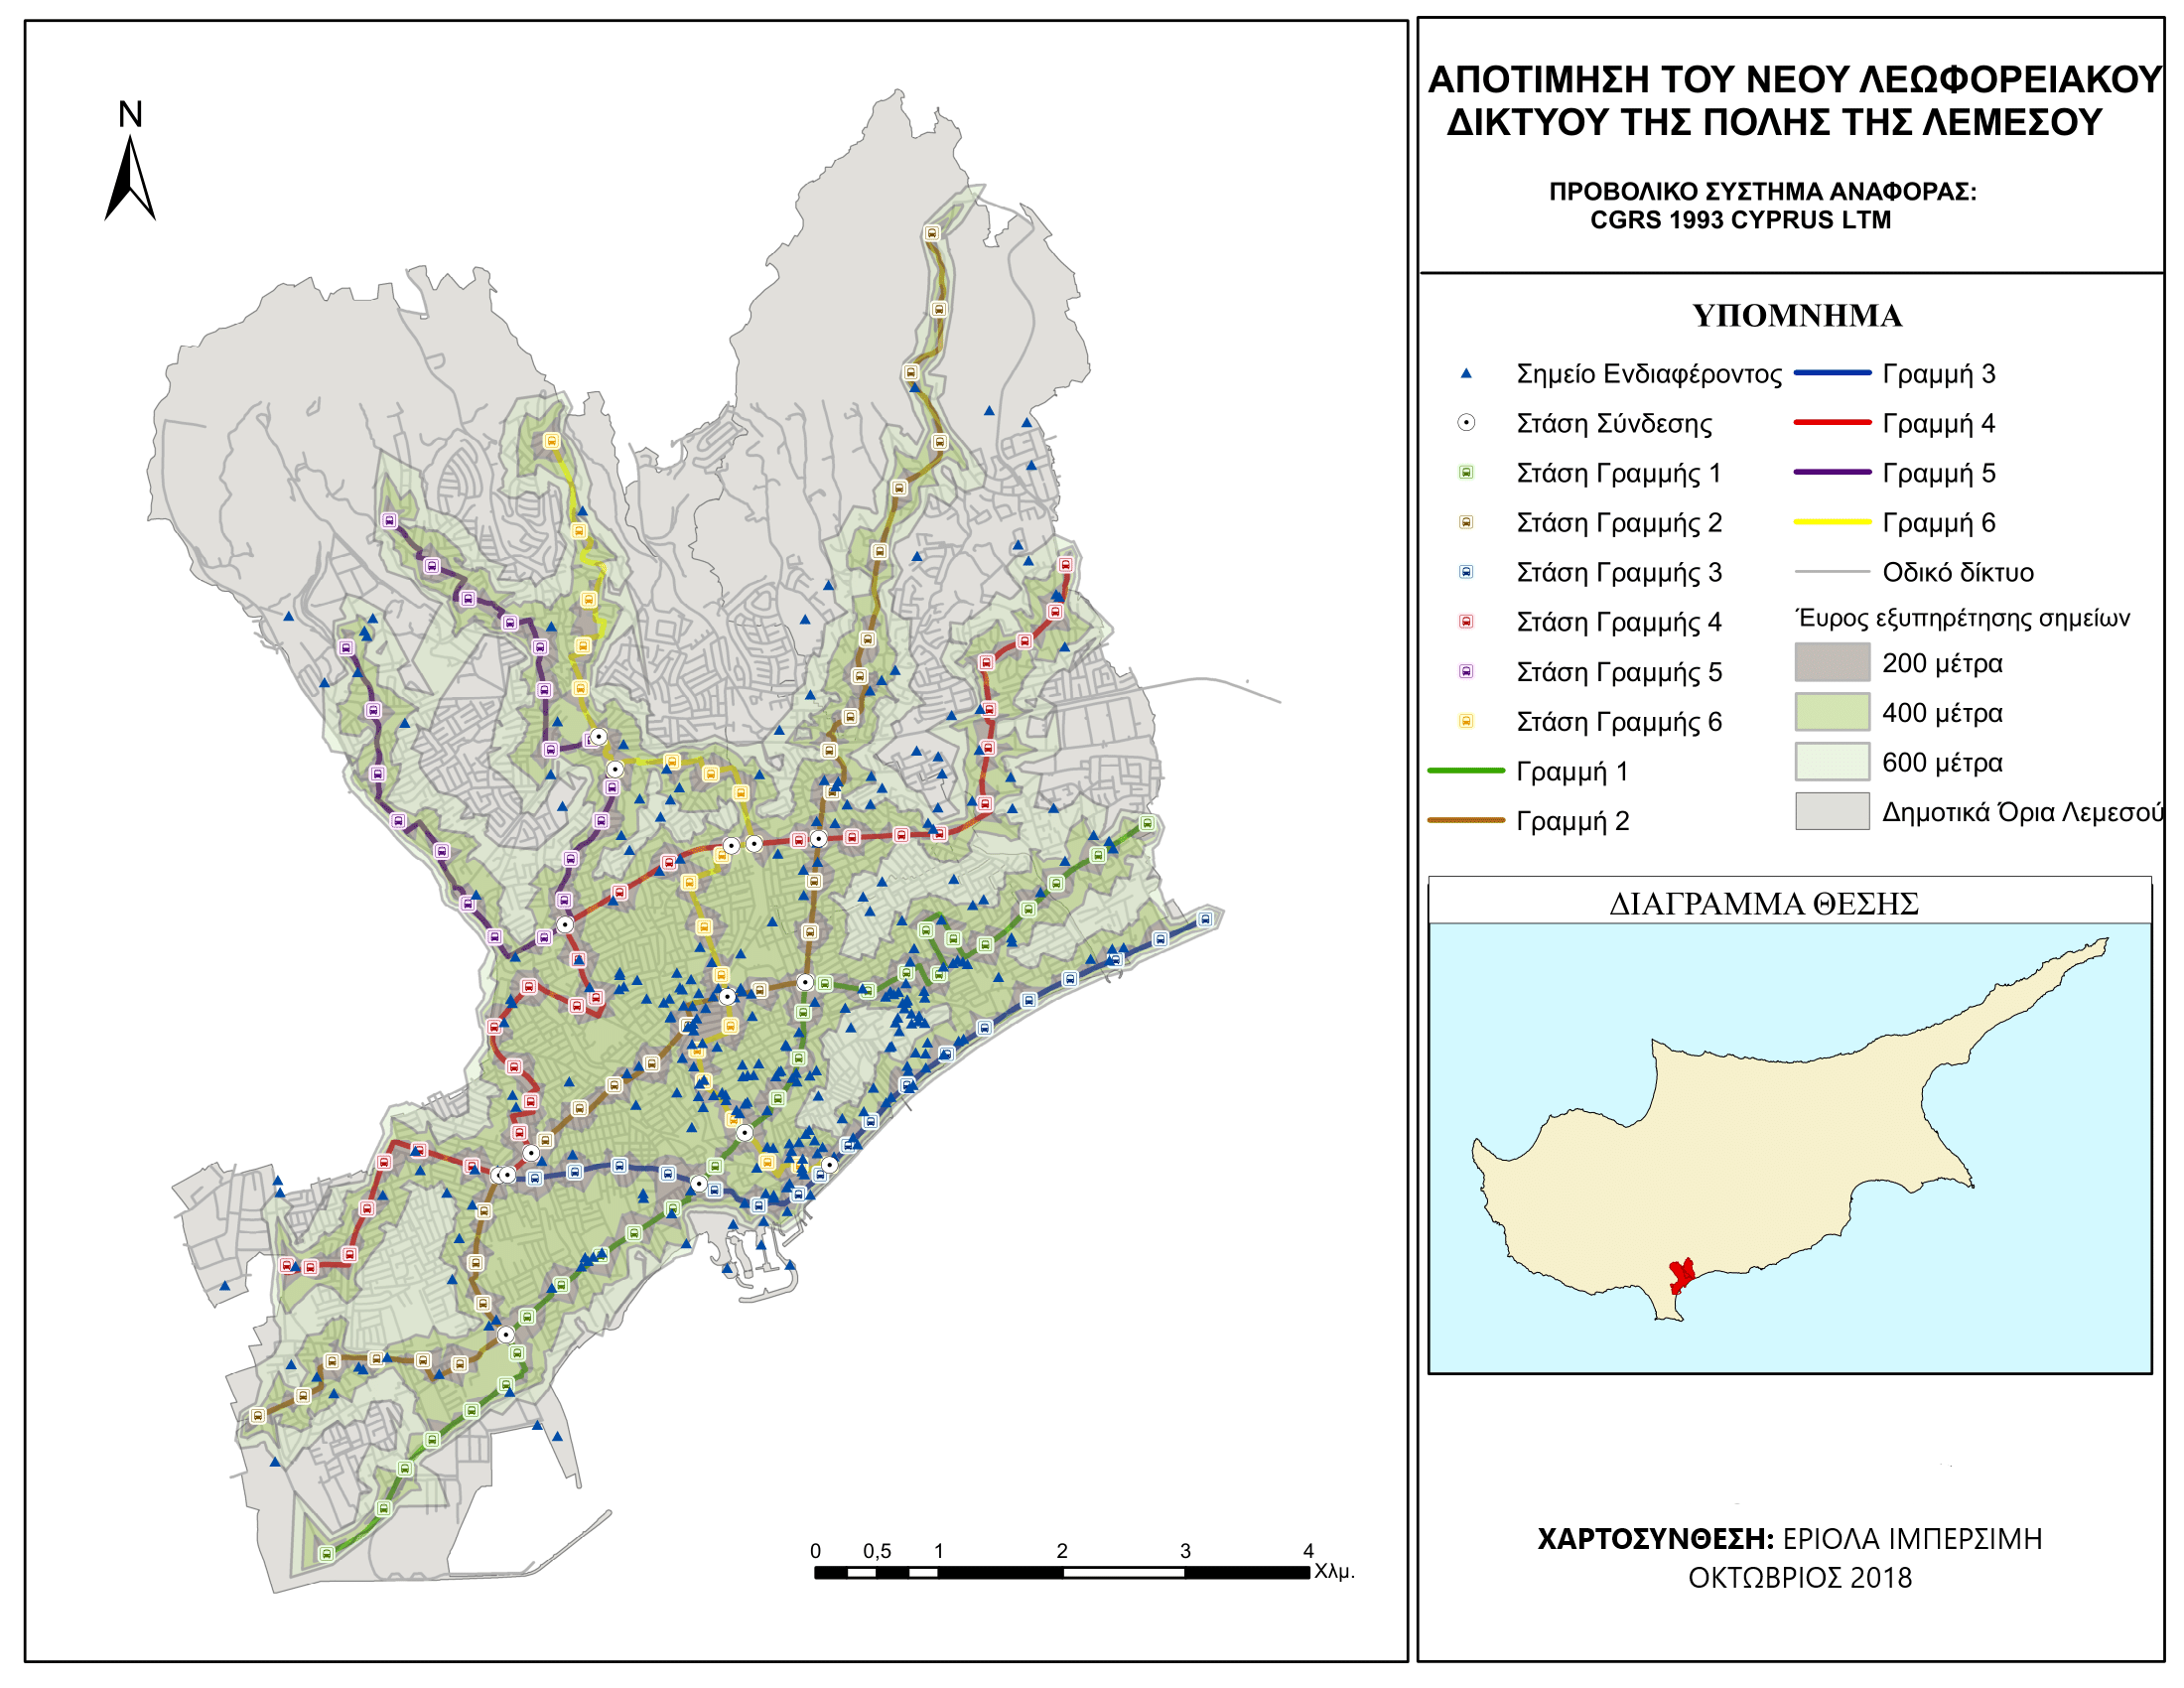 N
0 0,5 1 2 3 4
Χλμ.
ΑΠΟΤΙΜΗΣΗ ΤΟΥ ΝΕΟΥ ΛΕΩΦΟΡΕΙΑΚΟΥ
ΔΙΚΤΥΟΥ ΤΗΣ ΠΟΛΗΣ ΤΗΣ ΛΕΜΕΣΟΥ
ΠΡΟΒΟΛΙΚΟ ΣΥΣΤΗΜΑ ΑΝΑΦΟΡΑΣ:
CGRS 1993 CYPRUS LTM
ΥΠΟΜΝΗΜΑ
Σημείο Ενδιαφέροντος
Στάση Σύνδεσης
Στάση Γραμμής 1
Στάση Γραμμής 2
Στάση Γραμμής 3
Στάση Γραμμής 4
Στάση Γραμμής 5
Στάση Γραμμής 6
Γραμμή 1
Γραμμή 2
Γραμμή 3
Γραμμή 4
Γραμμή 5
Γραμμή 6
Οδικό δίκτυο
Έυρος εξυπηρέτησης σημείων
200 μέτρα
400 μέτρα
600 μέτρα
Δημοτικά Όρια Λεμεσού
ΔΙΑΓΡΑΜΜΑ ΘΕΣΗΣ
ΧΑΡΤΟΣΥΝΘΕΣΗ: ΕΡΙΟΛΑ ΙΜΠΕΡΣΙΜΗ
ΟΚΤΩΒΡΙΟΣ 2018